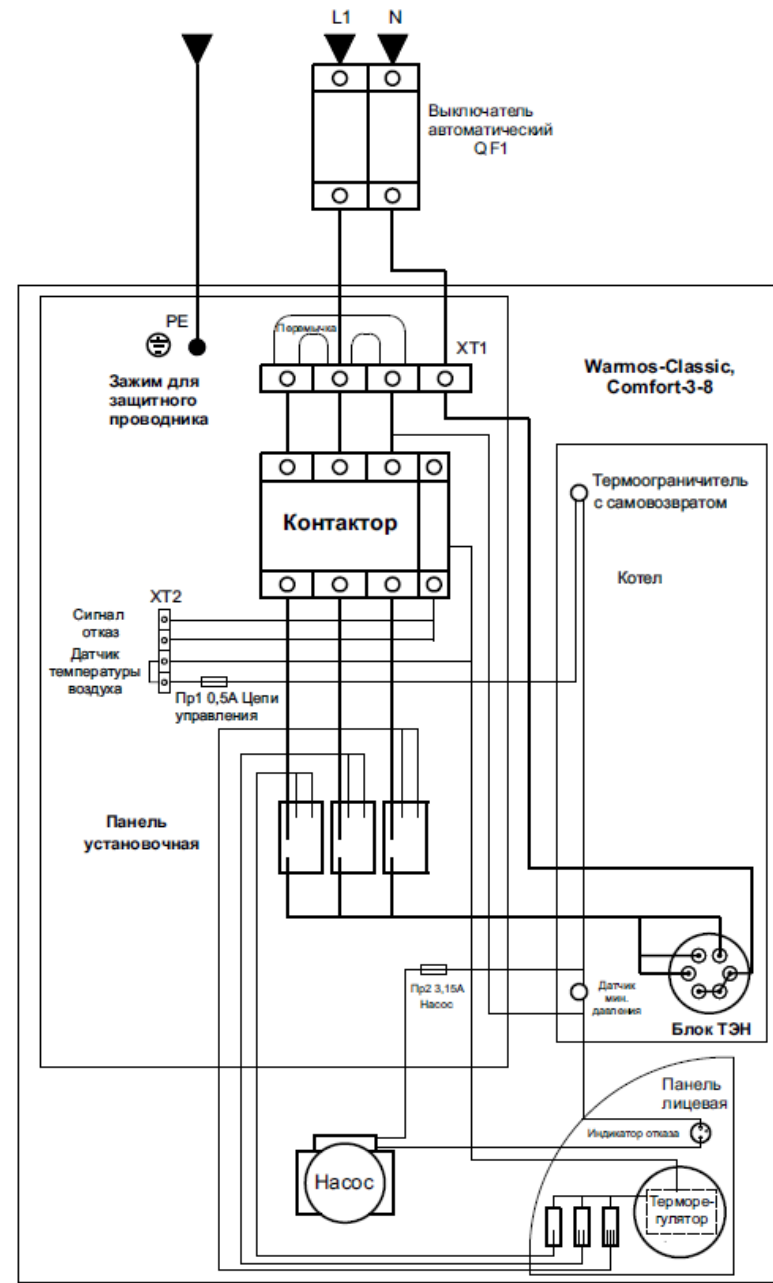 L1
N
Выключатель
автоматический
QF1
PE
Перемычка
XT1
Зажим для
защитного
проводника
Warmos-Classic,
Comfort-3-8
Термоограничитель
с самовозвратом
Контактор
Котел
XT2
Сигнал
отказ
Датчик
температуры
воздуха
Пр1 0,5А Цепи
управления
Панель
установочная
Пр2 3,15А
Насос
Датчик
мин.
давления
Блок ТЭН
Панель
лицевая
Индикатор отказа
Насос
Терморе-
гулятор